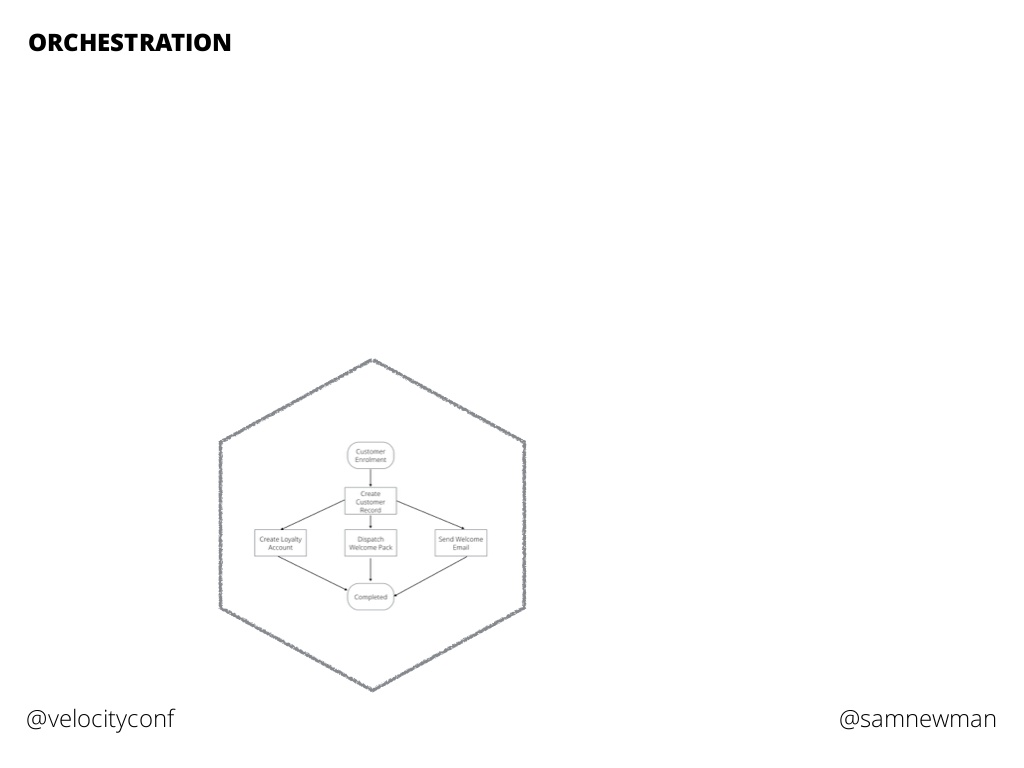 ORCHESTRATION
Customer
Enrolment
Create
Customer
Record
Create Loyalty
Account
Dispatch
Welcome Pack
Send Welcome
Email
Completed
@velocityconf
@samnewman